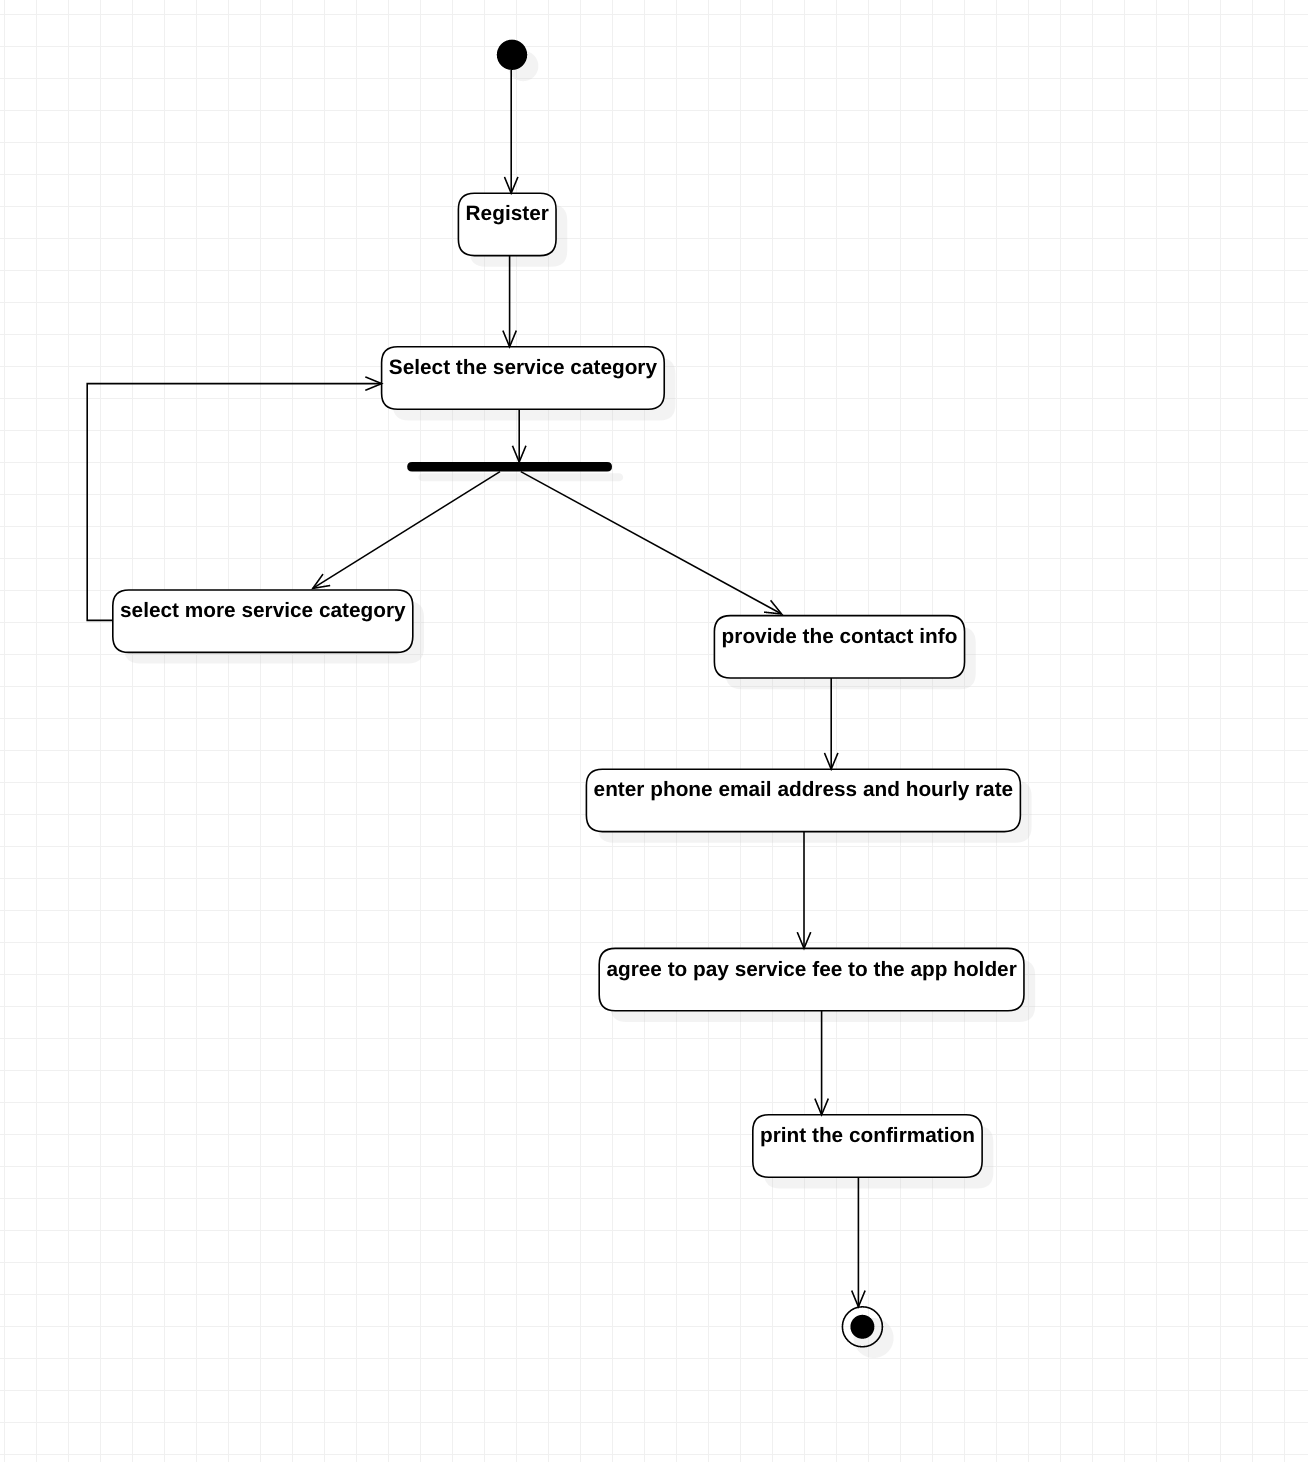 Register
Select the service category
select more service category
provide the contact info
enter phone email address and hourly rate
agree to pay service fee to the app holder
print the confirmation